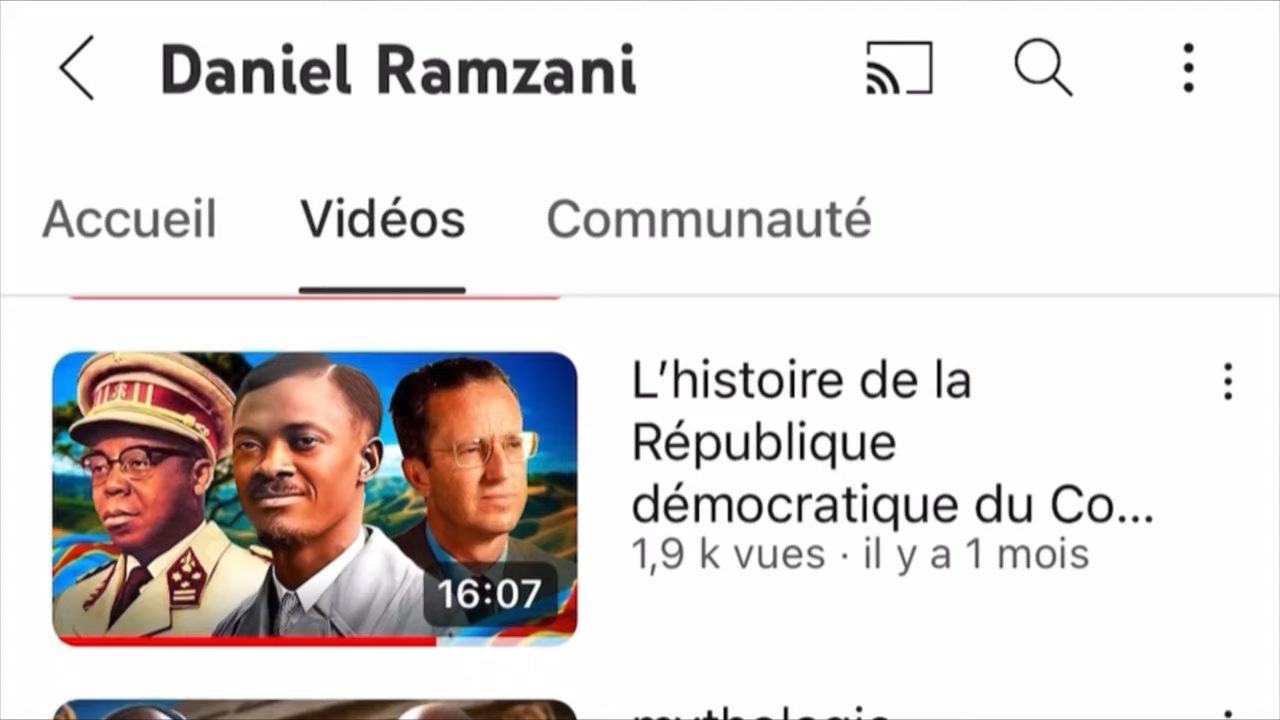 Daniel Ramzani
Accueil Vidéos Communauté
L’histoire de la
République
démocratique du Co...
1,9 k vues · il y a 1 mois
16:07
mythologie